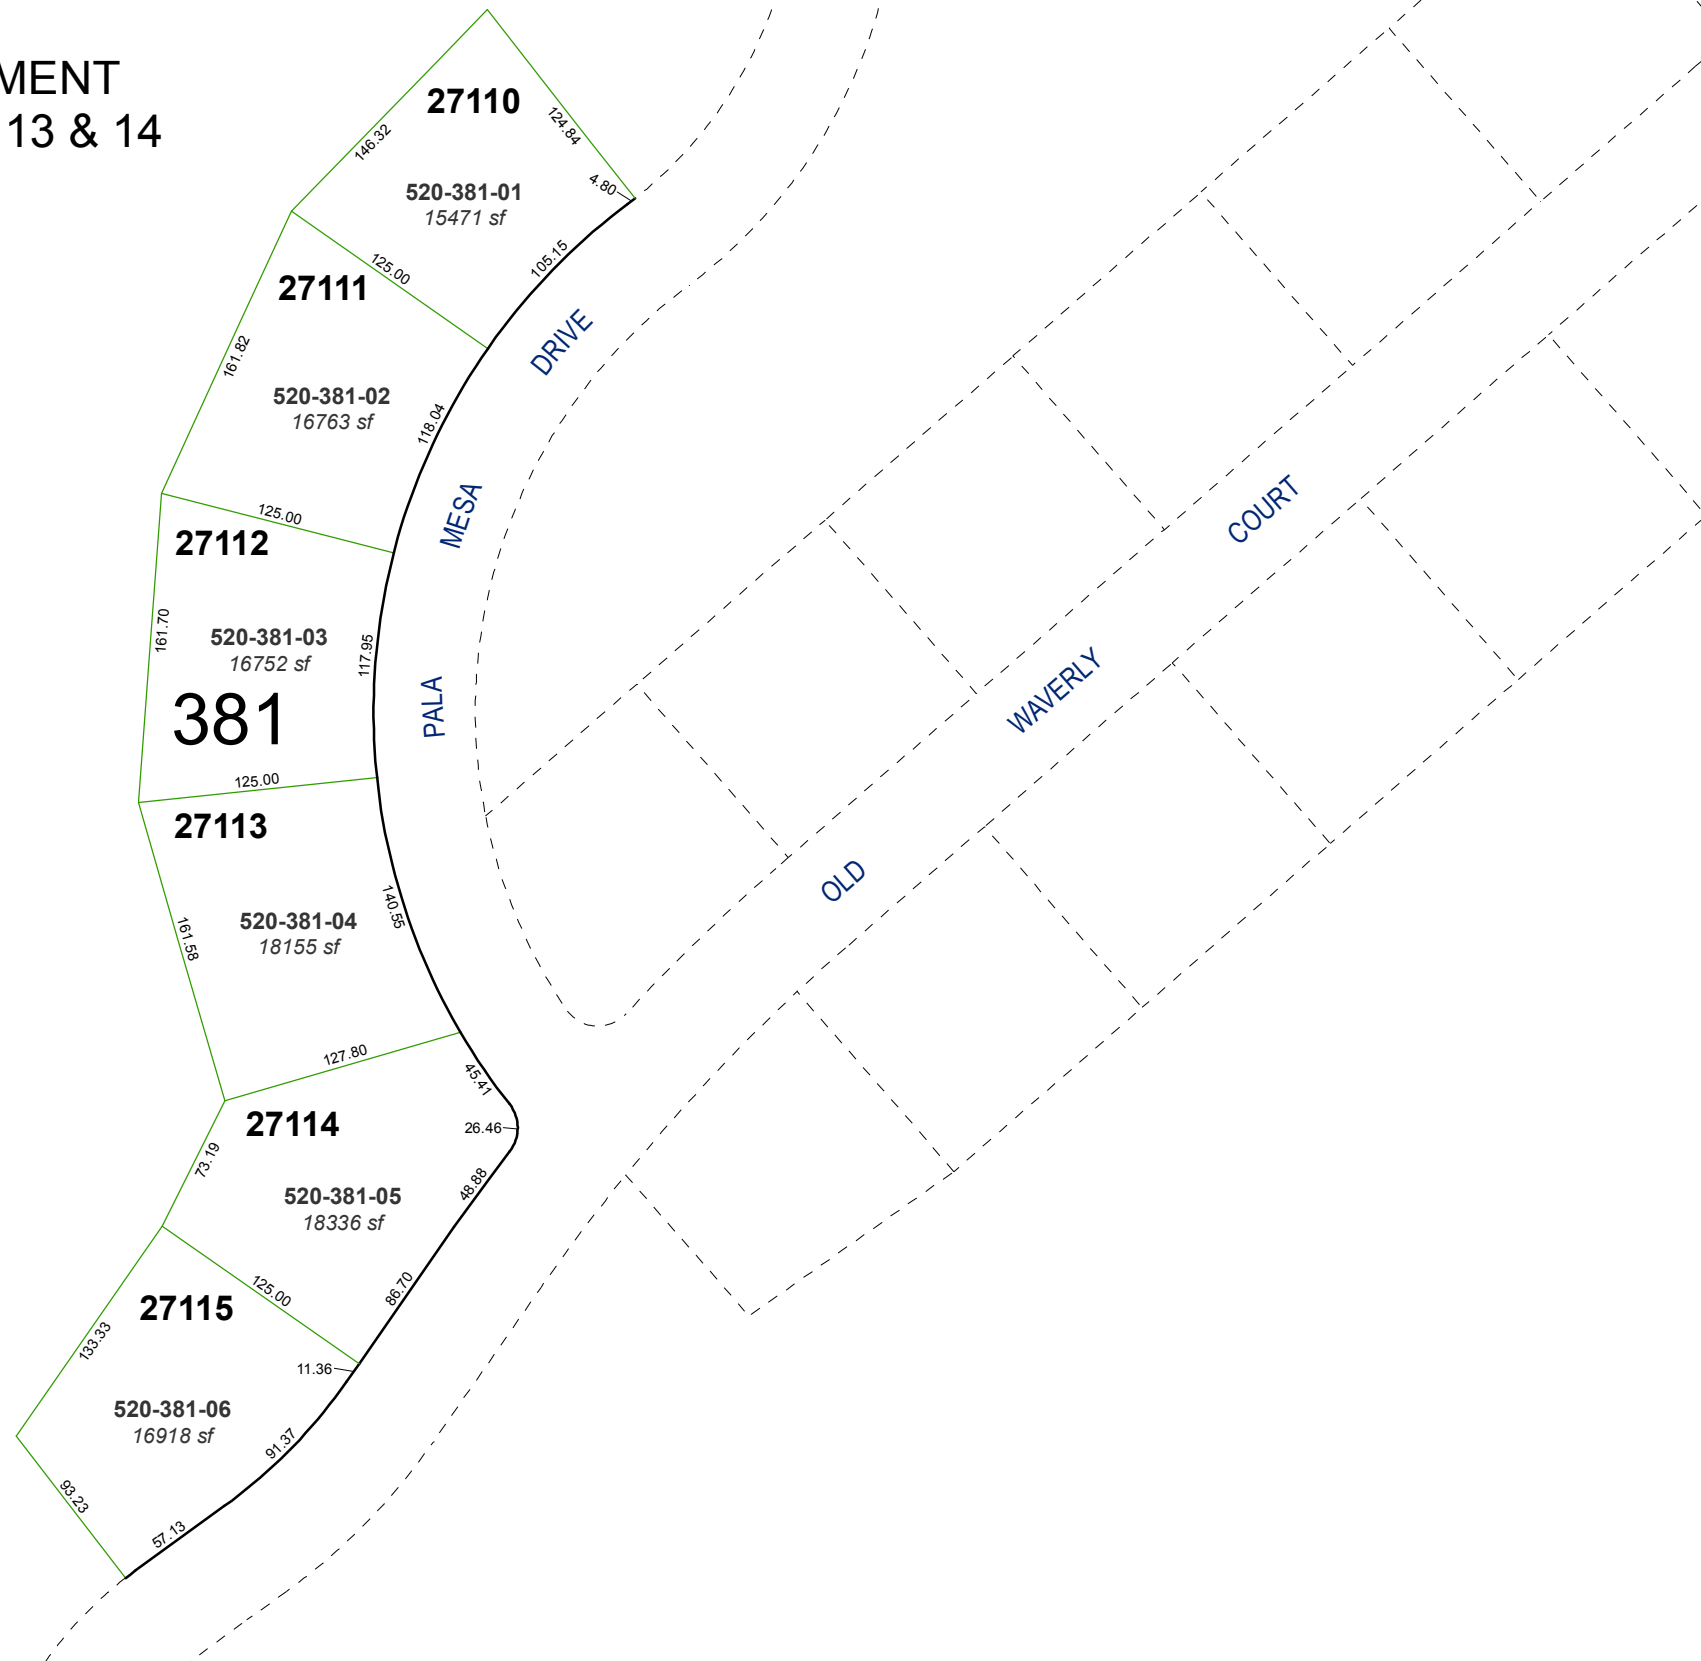 MENT
13 & 14
27110
146.32
124.84
4.80
520-381-01
15471 sf
105.15
125.00
27111
161.82
520-381-02
16763 sf
118.04
125.00
27112
161.70
520-381-03
16752 sf
117.95
381
125.00
27113
161.58
520-381-04
18155 sf
140.55
127.80
27114
45.41
26.46
73.19
520-381-05
18336 sf
48.88
86.70
125.00
27115
133.33
11.36
520-381-06
16918 sf
91.37
93.23
57.13
PALA
MESA
DRIVE
OLD
WAVERLY
COURT